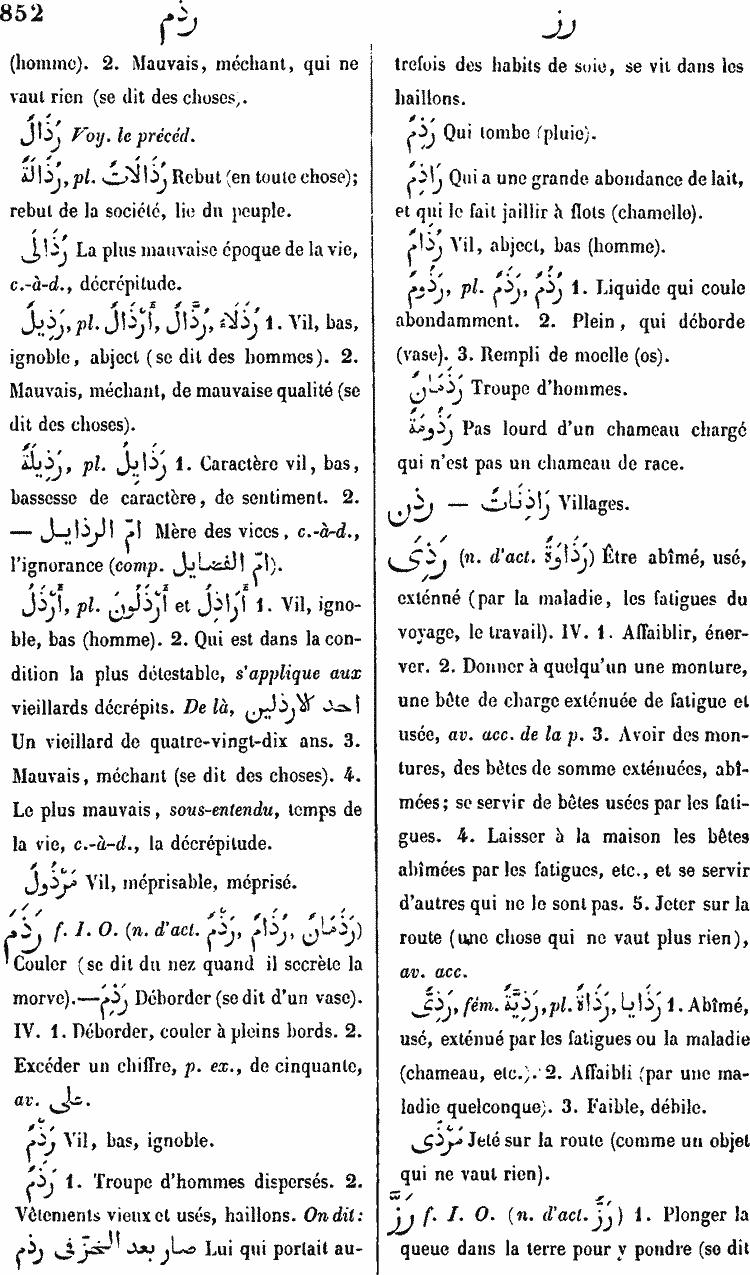 852
رذم
رز
(homme). 2. Mauvais, méchant, qui ne
vaut rien (se dit des choses).
رُذَالٌ Voy. le précéd.
رُذَالَةٌ, pl. رُذَالَاتٌ Rebut (en toute chose);
rebut de la société, lie du peuple.
رُذَالَى La plus mauvaise époque de la vie,
c.-à-d., décrépitude.
رَذِيلٌ, pl. أَرْذَالٌ, رُذَّالٌ, رُذَلَاءُ 1. Vil, bas,
ignoble, abject (se dit des hommes). 2.
Mauvais, méchant, de mauvaise qualité (se
dit des choses).
رَذِيلَةٌ, pl. رَذَايِلُ 1. Caractère vil, bas,
bassesse de caractère, de sentiment. 2.
— امّ الرذايل Mère des vices, c.-à-d.,
l'ignorance (comp. امّ الفضايل).
أَرْذَلُ, pl. أَرْذَلُونَ et أَرَاذِلُ 1. Vil, igno-
ble, bas (homme). 2. Qui est dans la con-
dition la plus détestable, s'applique aux
vieillards décrépits. De là, احد الارذلين
Un vieillard de quatre-vingt-dix ans. 3.
Mauvais, méchant (se dit des choses). 4.
Le plus mauvais, sous-entendu, temps de
la vie, c.-à-d., la décrépitude.
مَرْذُولٌ Vil, méprisable, méprisé.
رَذَمَ f. I. O. (n. d'act. رَذْمٌ, رَذَامٌ, رَذَمَانٌ)
Couler (se dit du nez quand il secrète la
morve).—رَذِمَ Déborder (se dit d'un vase).
IV. 1. Déborder, couler à pleins bords. 2.
Excéder un chiffre, p. ex., de cinquante,
av. على.
رَذْمٌ Vil, bas, ignoble.
رَذَمٌ 1. Troupe d'hommes dispersés. 2.
Vêtements vieux et usés, haillons. On dit:
صار بعد الخزّ فى رذم Lui qui portait au-
trefois des habits de soie, se vit dans les
haillons.
رَذِمٌ Qui tombe (pluie).
رَاذِمٌ Qui a une grande abondance de lait,
et qui le fait jaillir à flots (chamelle).
رُذَامٌ Vil, abject, bas (homme).
رَذُومٌ, pl. رُذُمٌ, رَذَمٌ 1. Liquide qui coule
abondamment. 2. Plein, qui déborde
(vase). 3. Rempli de moelle (os).
رَذَمَانٌ Troupe d'hommes.
رَذُومَةٌ Pas lourd d'un chameau chargé
qui n'est pas un chameau de race.
رذن — رَاذِنَاتٌ Villages.
رَذِىَ (n. d'act. رَذَاوَةٌ) Être abîmé, usé,
exténné (par la maladie, les fatigues du
voyage, le travail). IV. 1. Affaiblir, éner-
ver. 2. Donner à quelqu'un une monture,
une bête de charge exténuée de fatigue et
usée, av. acc. de la p. 3. Avoir des mon-
tures, des bêtes de somme exténuées, abî-
mées; se servir de bêtes usées par les fati-
gues. 4. Laisser à la maison les bêtes
abîmées par les fatigues, etc., et se servir
d'autres qui ne le sont pas. 5. Jeter sur la
route (une chose qui ne vaut plus rien),
av. acc.
رَذِىٌّ, fém. رَذِيَّةٌ, pl. رُذَاةٌ, رَذَايَا 1. Abîmé,
usé, exténué par les fatigues ou la maladie
(chameau, etc.). 2. Affaibli (par une ma-
ladie quelconque). 3. Faible, débile.
مُرْذًى Jeté sur la route (comme un objet
qui ne vaut rien).
رَزَّ f. I. O. (n. d'act. رَزٌّ) 1. Plonger la
queue dans la terre pour y pondre (se dit